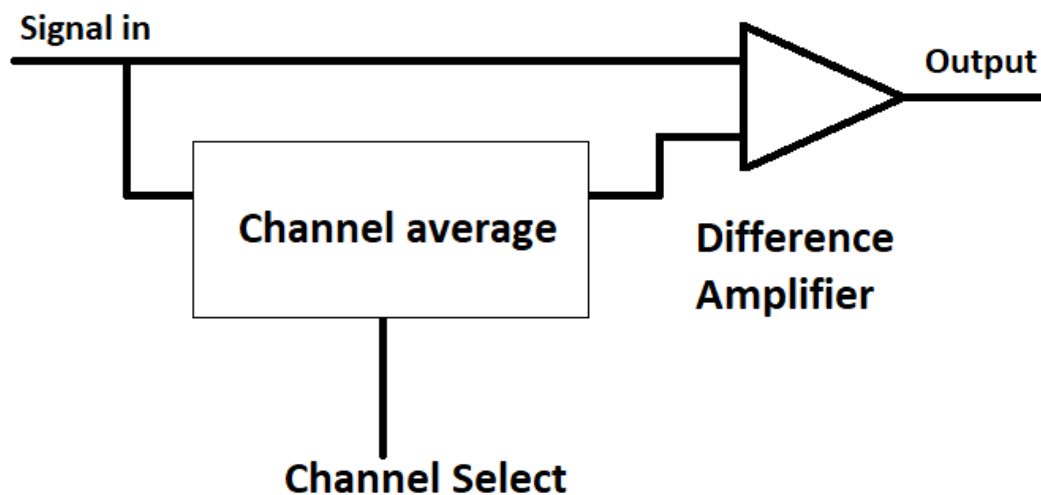 Signal in
Output
Channel average
Difference
Amplifier
Channel Select